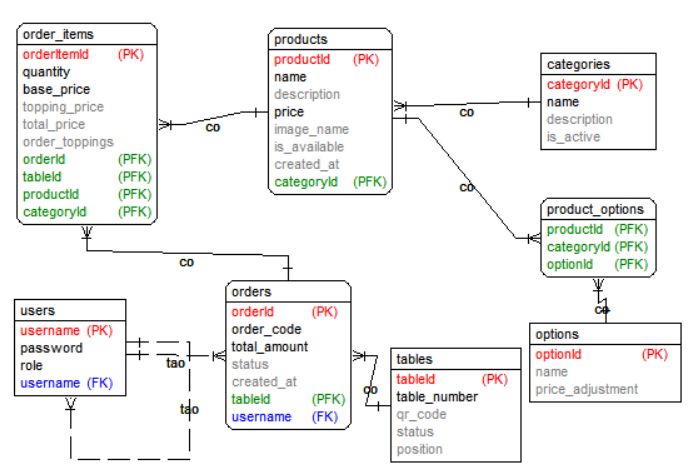 order_items
orderItemId (PK)
quantity
base_price
topping_price
total_price
order_toppings
orderId (PFK)
tableId (PFK)
productId (PFK)
categoryId (PFK)
products
productId (PK)
name
description
price
image_name
is_available
created_at
categoryId (PFK)
categories
categoryId (PK)
name
description
is_active
co
co
co
product_options
productId (PFK)
categoryId (PFK)
optionId (PFK)
co
co
users
username (PK)
password
role
username (FK)
tao
tao
orders
orderId (PK)
order_code
total_amount
status
created_at
tableId (PFK)
username (FK)
co
tables
tableId (PK)
table_number
qr_code
status
position
options
optionId (PK)
name
price_adjustment